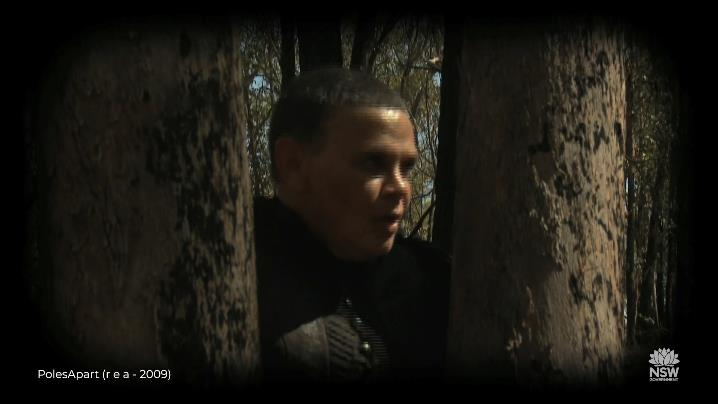 PolesApart (r e a - 2009)
NSW
GOVERNMENT